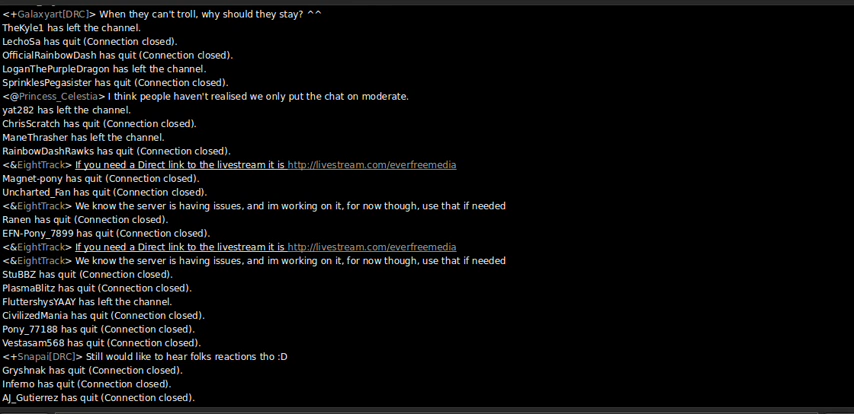 <+Galaxyart[DRC]> When they can't troll, why should they stay? ^^
TheKyle1 has left the channel.
LechoSa has quit (Connection closed).
OfficialRainbowDash has quit (Connection closed).
LoganThePurpleDragon has left the channel.
SprinklesPegasister has quit (Connection closed).
<@Princess_Celestia> I think people haven't realised we only put the chat on moderate.
yat282 has left the channel.
ChrisScratch has quit (Connection closed).
ManeThrasher has left the channel.
RainbowDashRawks has quit (Connection closed).
<&EightTrack> If you need a Direct link to the livestream it is http://livestream.com/everfreemedia
Magnet-pony has quit (Connection closed).
Uncharted_Fan has quit (Connection closed).
<&EightTrack> We know the server is having issues, and im working on it, for now though, use that if needed
Ranen has quit (Connection closed).
EFN-Pony_7899 has quit (Connection closed).
<&EightTrack> If you need a Direct link to the livestream it is http://livestream.com/everfreemedia
<&EightTrack> We know the server is having issues, and im working on it, for now though, use that if needed
StuBBZ has quit (Connection closed).
PlasmaBlitz has quit (Connection closed).
FluttershysYAAY has left the channel.
CivilizedMania has quit (Connection closed).
Pony_77188 has quit (Connection closed).
Vestasam568 has quit (Connection closed).
<+Snapai[DRC]> Still would like to hear folks reactions tho :D
Gryshnak has quit (Connection closed).
Inferno has quit (Connection closed).
AJ_Gutierrez has quit (Connection closed).